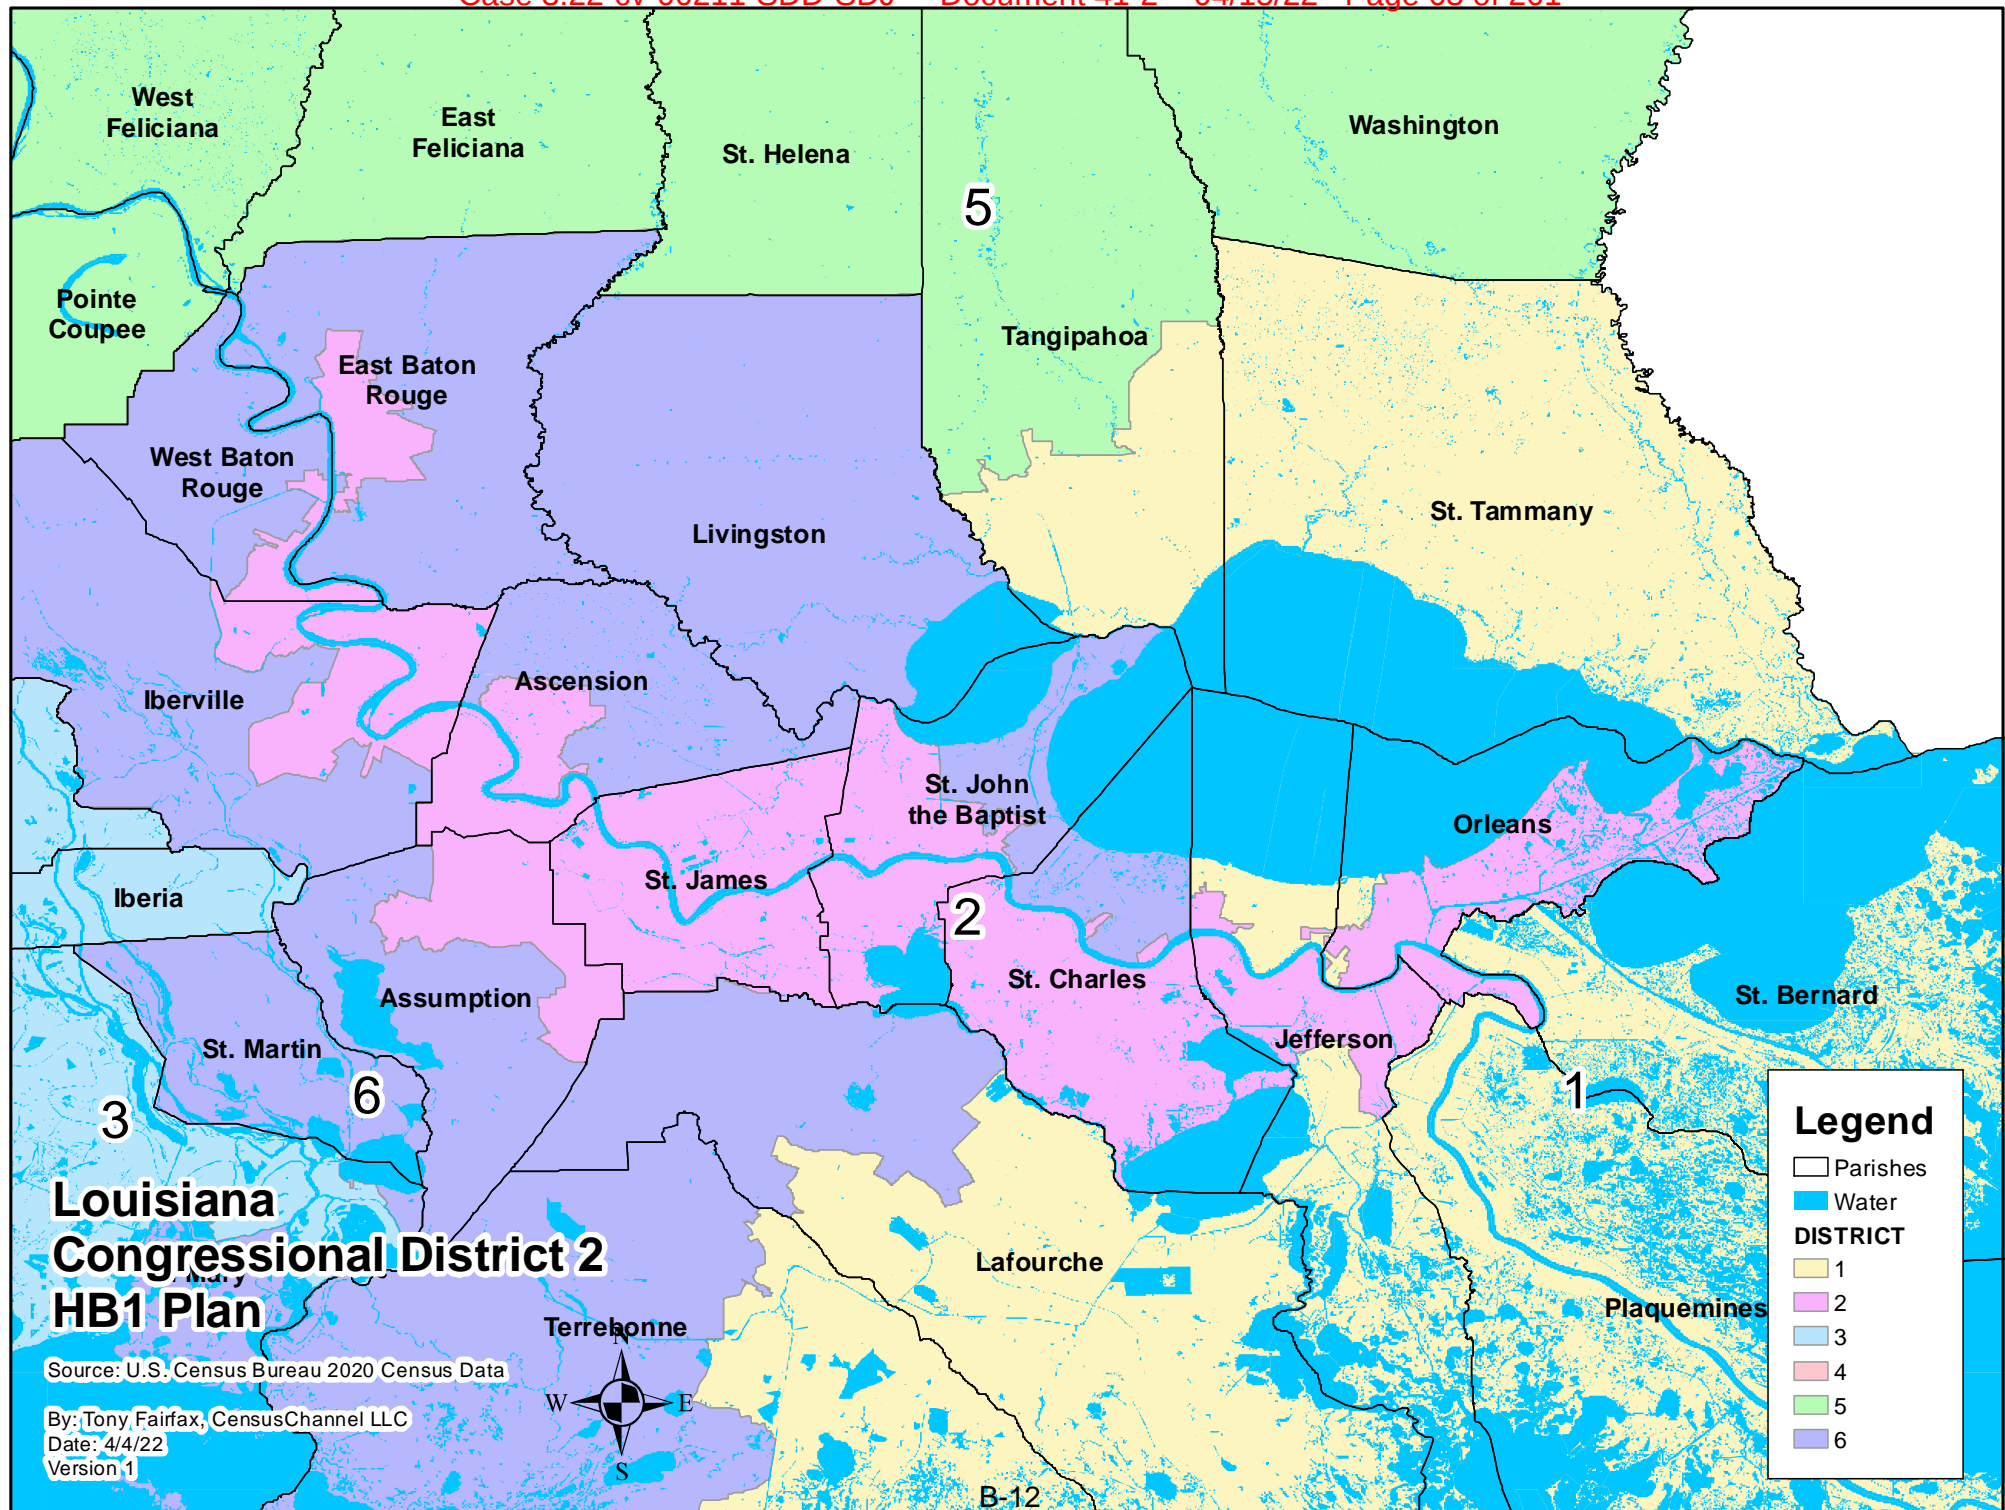 West
Feliciana
East
Feliciana
St. Helena
Washington
5
Pointe
Coupee
Tangipahoa
East Baton
Rouge
West Baton
Rouge
Livingston
St. Tammany
Iberville
Ascension
St. John
the Baptist
Orleans
St. James
Iberia
2
St. Charles
Assumption
St. Bernard
Jefferson
St. Martin
6
3
1
Lafourche
Plaquemines
Terrebonne
Mary
Louisiana
Congressional District 2
HB1 Plan
Source: U.S. Census Bureau 2020 Census Data
By: Tony Fairfax, CensusChannel LLC
Date: 4/4/22
Version 1
N
W
E
S
Legend
Parishes
Water
DISTRICT
1
2
3
4
5
6
B-12